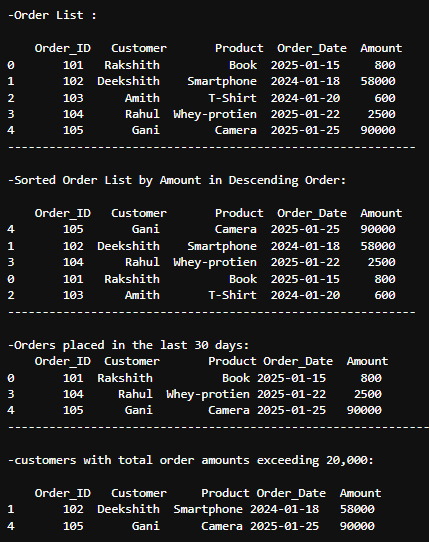 -Order List :
Order_ID Customer Product Order_Date Amount
0 101 Rakshith Book 2025-01-15 800
1 102 Deekshith Smartphone 2024-01-18 58000
2 103 Amith T-Shirt 2024-01-20 600
3 104 Rahul Whey-protien 2025-01-22 2500
4 105 Gani Camera 2025-01-25 90000
---------------------------------------------------------
-Sorted Order List by Amount in Descending Order:
Order_ID Customer Product Order_Date Amount
4 105 Gani Camera 2025-01-25 90000
1 102 Deekshith Smartphone 2024-01-18 58000
3 104 Rahul Whey-protien 2025-01-22 2500
0 101 Rakshith Book 2025-01-15 800
2 103 Amith T-Shirt 2024-01-20 600
---------------------------------------------------------
-Orders placed in the last 30 days:
Order_ID Customer Product Order_Date Amount
0 101 Rakshith Book 2025-01-15 800
3 104 Rahul Whey-protien 2025-01-22 2500
4 105 Gani Camera 2025-01-25 90000
-----------------------------------------------------------
-customers with total order amounts exceeding 20,000:
Order_ID Customer Product Order_Date Amount
1 102 Deekshith Smartphone 2024-01-18 58000
4 105 Gani Camera 2025-01-25 90000